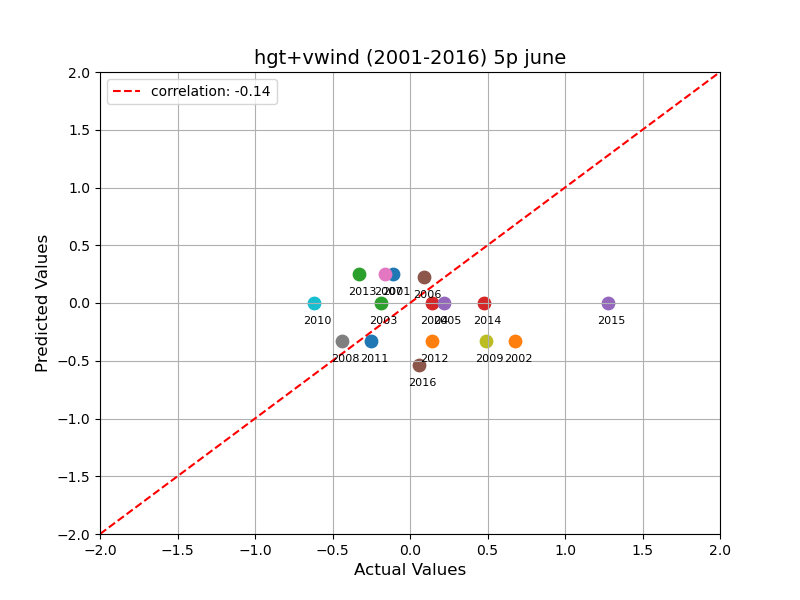 hgt+vwind (2001-2016) 5p june
correlation: -0.14
Predicted Values
2.0
1.5
1.0
0.5
0.0
−0.5
−1.0
−1.5
−2.0
2013 2007 2001 2006
2010 2003 2004 2005 2014 2015
2008 2011 2012 2009 2002
2016
−2.0 −1.5 −1.0 −0.5 0.0 0.5 1.0 1.5 2.0
Actual Values